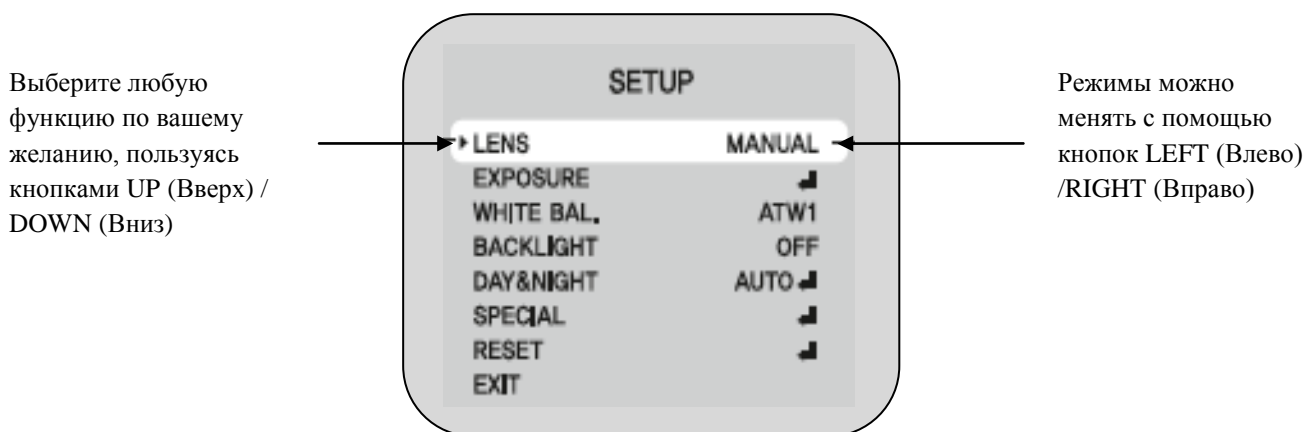 Выберите любую
функцию по вашему
желанию, пользуясь
кнопками UP (Вверх) /
DOWN (Вниз)
SETUP
LENS MANUAL
EXPOSURE
WHITE BAL. ATW1
BACKLIGHT OFF
DAY&NIGHT AUTO
SPECIAL
RESET
EXIT
Режимы можно
менять с помощью
кнопок LEFT (Влево)
/RIGHT (Вправо)